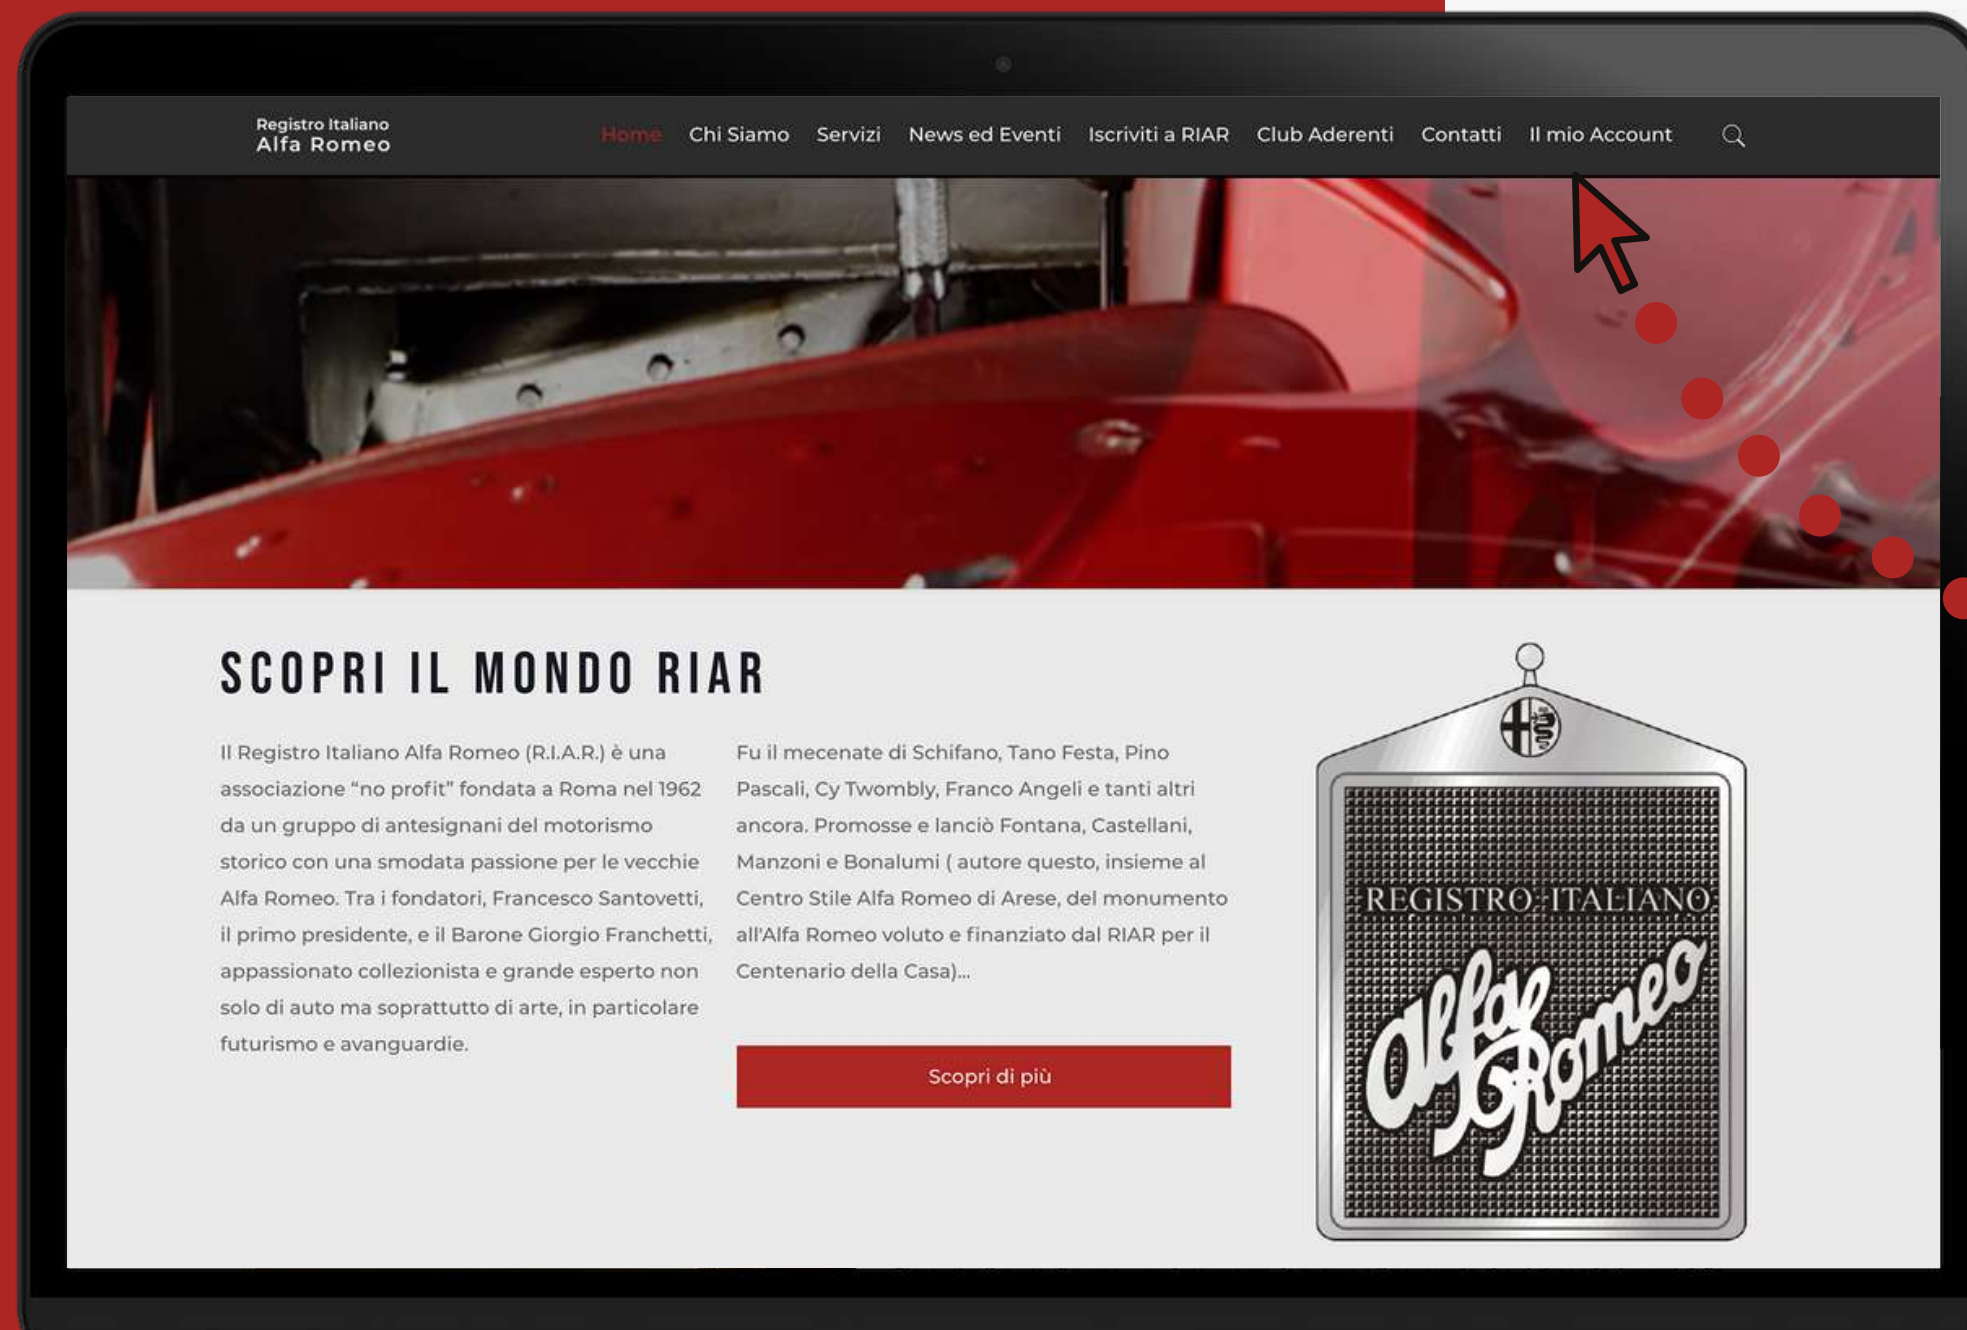 Registro Italiano
Alfa Romeo
Home Chi Siamo Servizi News ed Eventi Iscriviti a RIAR Club Aderenti Contatti Il mio Account
SCOPRI IL MONDO RIAR
Il Registro Italiano Alfa Romeo (R.I.A.R.) è una
associazione “no profit” fondata a Roma nel 1962
da un gruppo di antesignani del motorismo
storico con una smodata passione per le vecchie
Alfa Romeo. Tra i fondatori, Francesco Santovetti,
il primo presidente, e il Barone Giorgio Franchetti,
appassionato collezionista e grande esperto non
solo di auto ma soprattutto di arte, in particolare
futurismo e avanguardie.
Fu il mecenate di Schifano, Tano Festa, Pino
Pascali, Cy Twombly, Franco Angeli e tanti altri
ancora. Promosse e lanciò Fontana, Castellani,
Manzoni e Bonalumi ( autore questo, insieme al
Centro Stile Alfa Romeo di Arese, del monumento
all'Alfa Romeo voluto e finanziato dal RIAR per il
Centenario della Casa)...
Scopri di più
REGISTRO ITALIANO
Alfa
Romeo